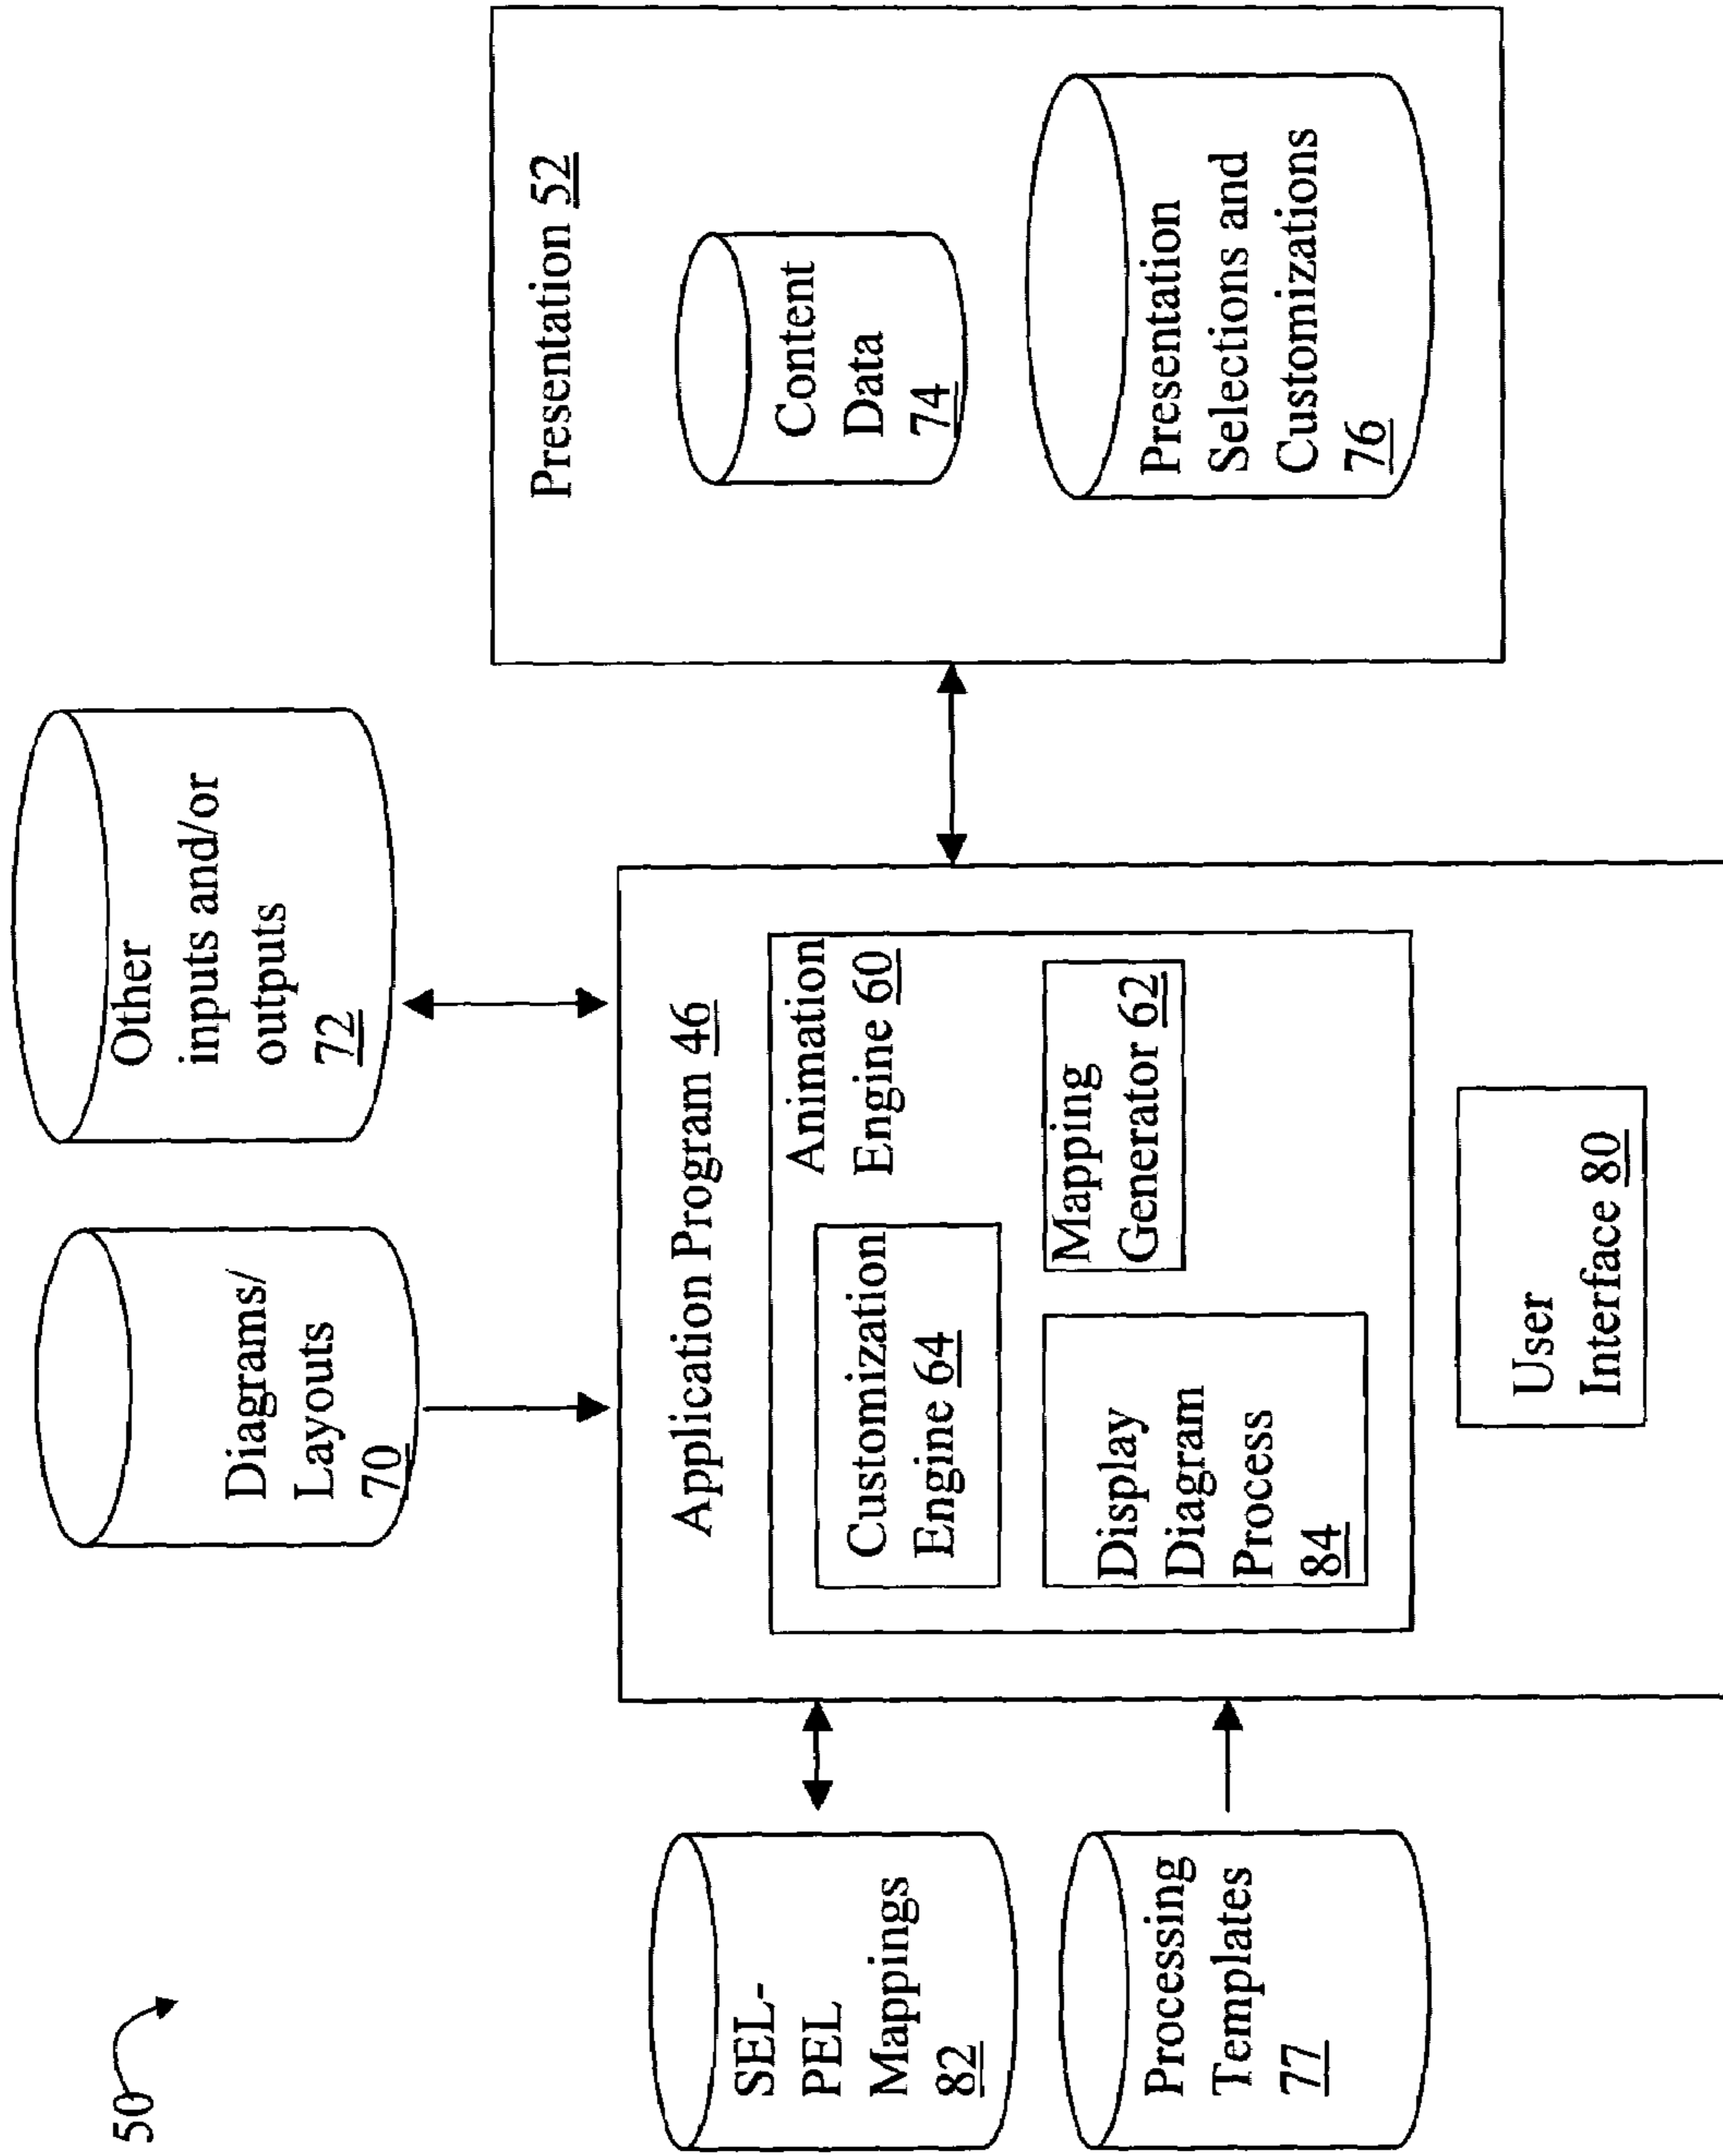 50
Diagrams/
Layouts
70
Other
inputs and/or
outputs
72
SEL-
PEL
Mappings
82
Processing
Templates
77
Application Program 46
Animation
Engine 60
Customization
Engine 64
Display
Diagram
Process
84
Mapping
Generator 62
User
Interface 80
Presentation 52
Content
Data
74
Presentation
Selections and
Customizations
76